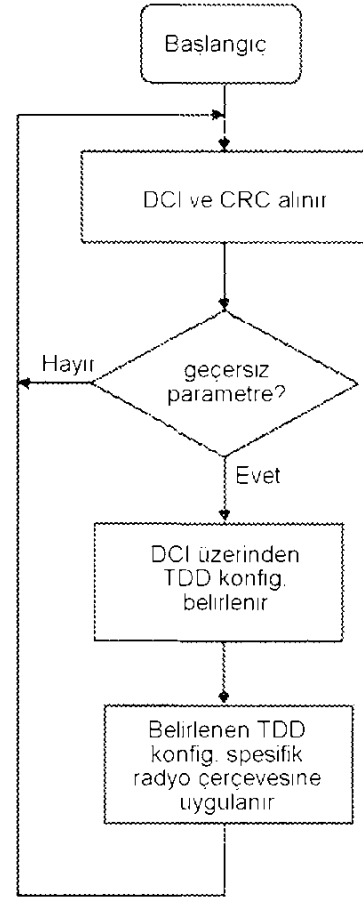 Başlangıç
DCI ve CRC alınır
Hayır
geçersiz
parametre?
Evet
DCI üzerinden
TDD konfig.
belirlenir
Belirlenen TDD
konfig. spesifik
radyo çerçevesine
uygulanır